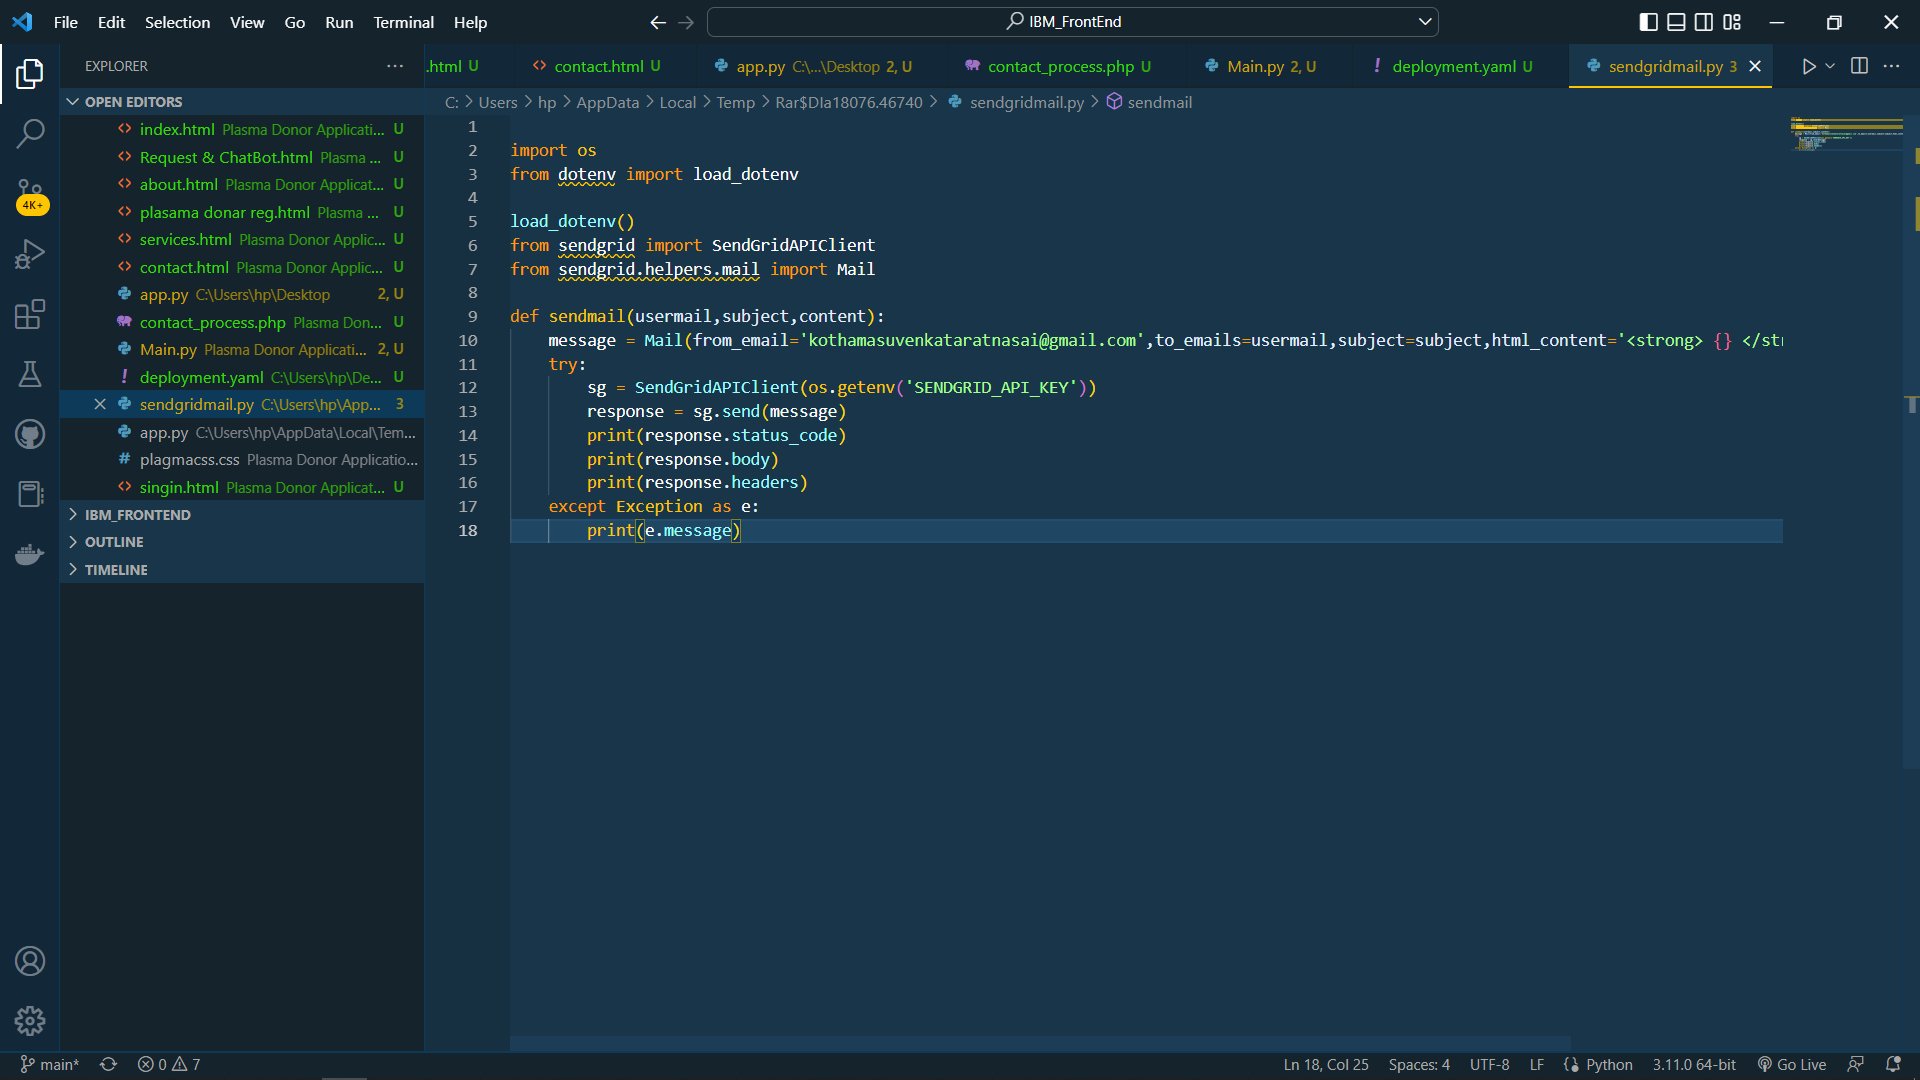 File Edit Selection View Go Run Terminal Help
IBM_FrontEnd
EXPLORER
.html U
contact.html U
app.py C:\...\Desktop 2, U
contact_process.php U
Main.py 2, U
! deployment.yaml U
sendgridmail.py 3
OPEN EDITORS
index.html Plasma Donor Applicati... U
Request & ChatBot.html Plasma ... U
about.html Plasma Donor Applicat... U
plasama donar reg.html Plasma ... U
services.html Plasma Donor Applic... U
contact.html Plasma Donor Applic... U
app.py C:\Users\hp\Desktop 2, U
contact_process.php Plasma Don... U
Main.py Plasma Donor Applicati... 2, U
! deployment.yaml C:\Users\hp\De... U
sendgridmail.py C:\Users\hp\App... 3
app.py C:\Users\hp\AppData\Local\Tem...
# plagmacss.css Plasma Donor Applicatio...
singin.html Plasma Donor Applicat... U
IBM_FRONTEND
OUTLINE
TIMELINE
4K+
C: > Users > hp > AppData > Local > Temp > Rar$DIa18076.46740 > sendgridmail.py > sendmail
1
2 import os
3 from dotenv import load_dotenv
4
5 load_dotenv()
6 from sendgrid import SendGridAPIClient
7 from sendgrid.helpers.mail import Mail
8
9 def sendmail(usermail,subject,content):
10 message = Mail(from_email='kothamasuvenkataratnasai@gmail.com',to_emails=usermail,subject=subject,html_content='<strong> {} </str
11 try:
12 sg = SendGridAPIClient(os.getenv('SENDGRID_API_KEY'))
13 response = sg.send(message)
14 print(response.status_code)
15 print(response.body)
16 print(response.headers)
17 except Exception as e:
18 print(e.message)
main* 0 7
Ln 18, Col 25 Spaces: 4 UTF-8 LF Python 3.11.0 64-bit Go Live